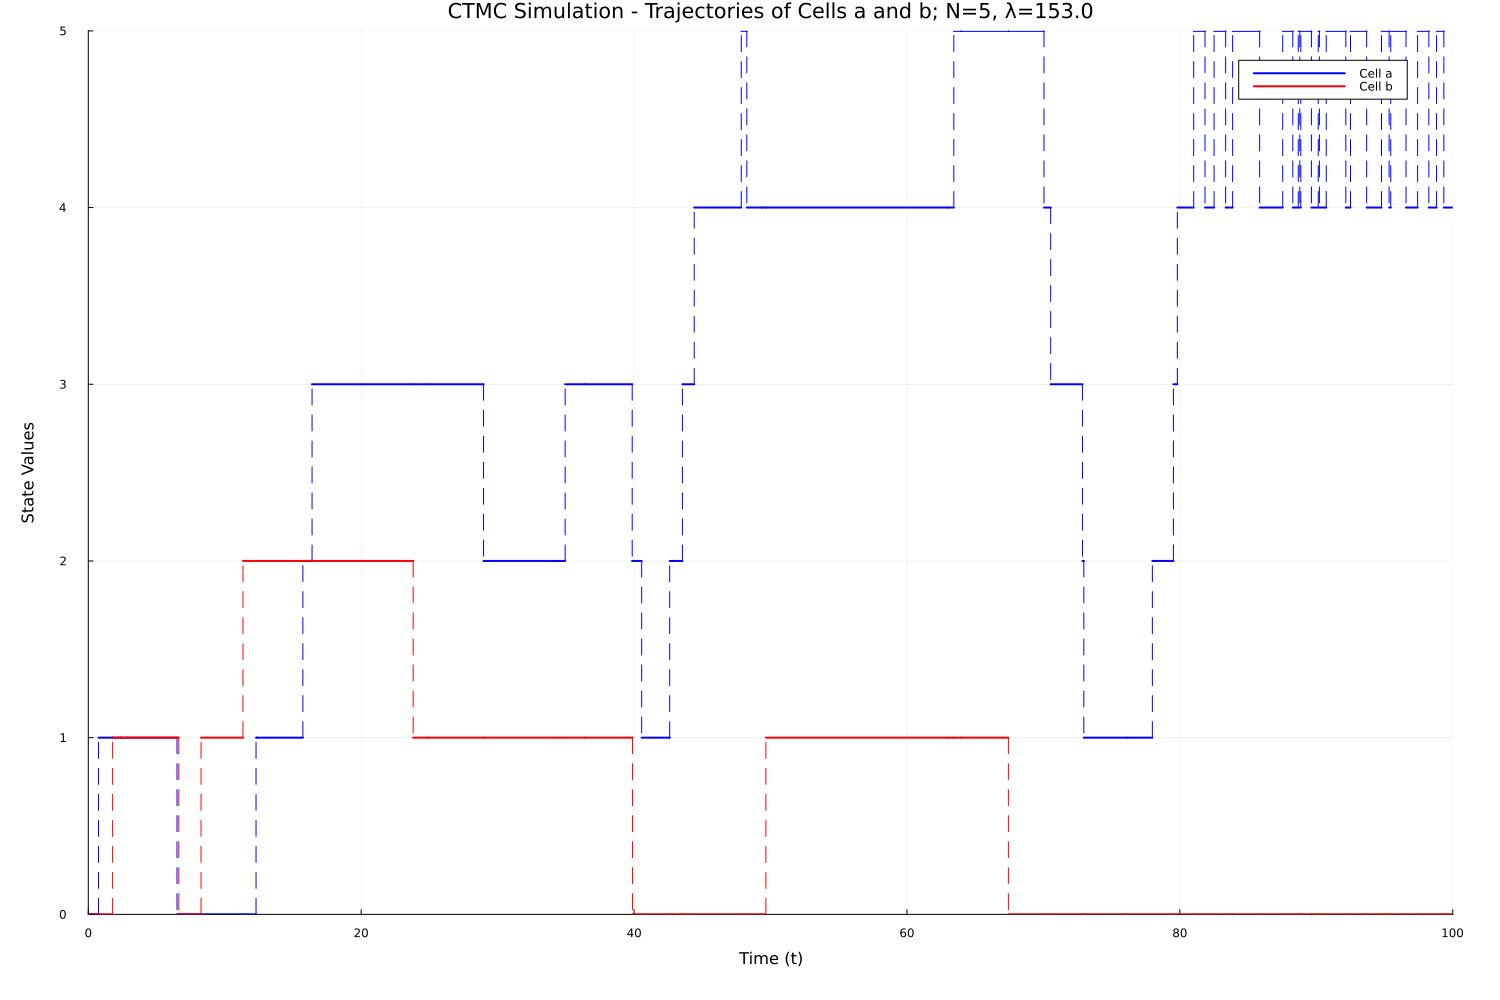 CTMC Simulation - Trajectories of Cells a and b; N=5, λ=153.0
5
Cell a
Cell b
4
3
State Values
2
1
0
0 20 40 60 80 100
Time (t)